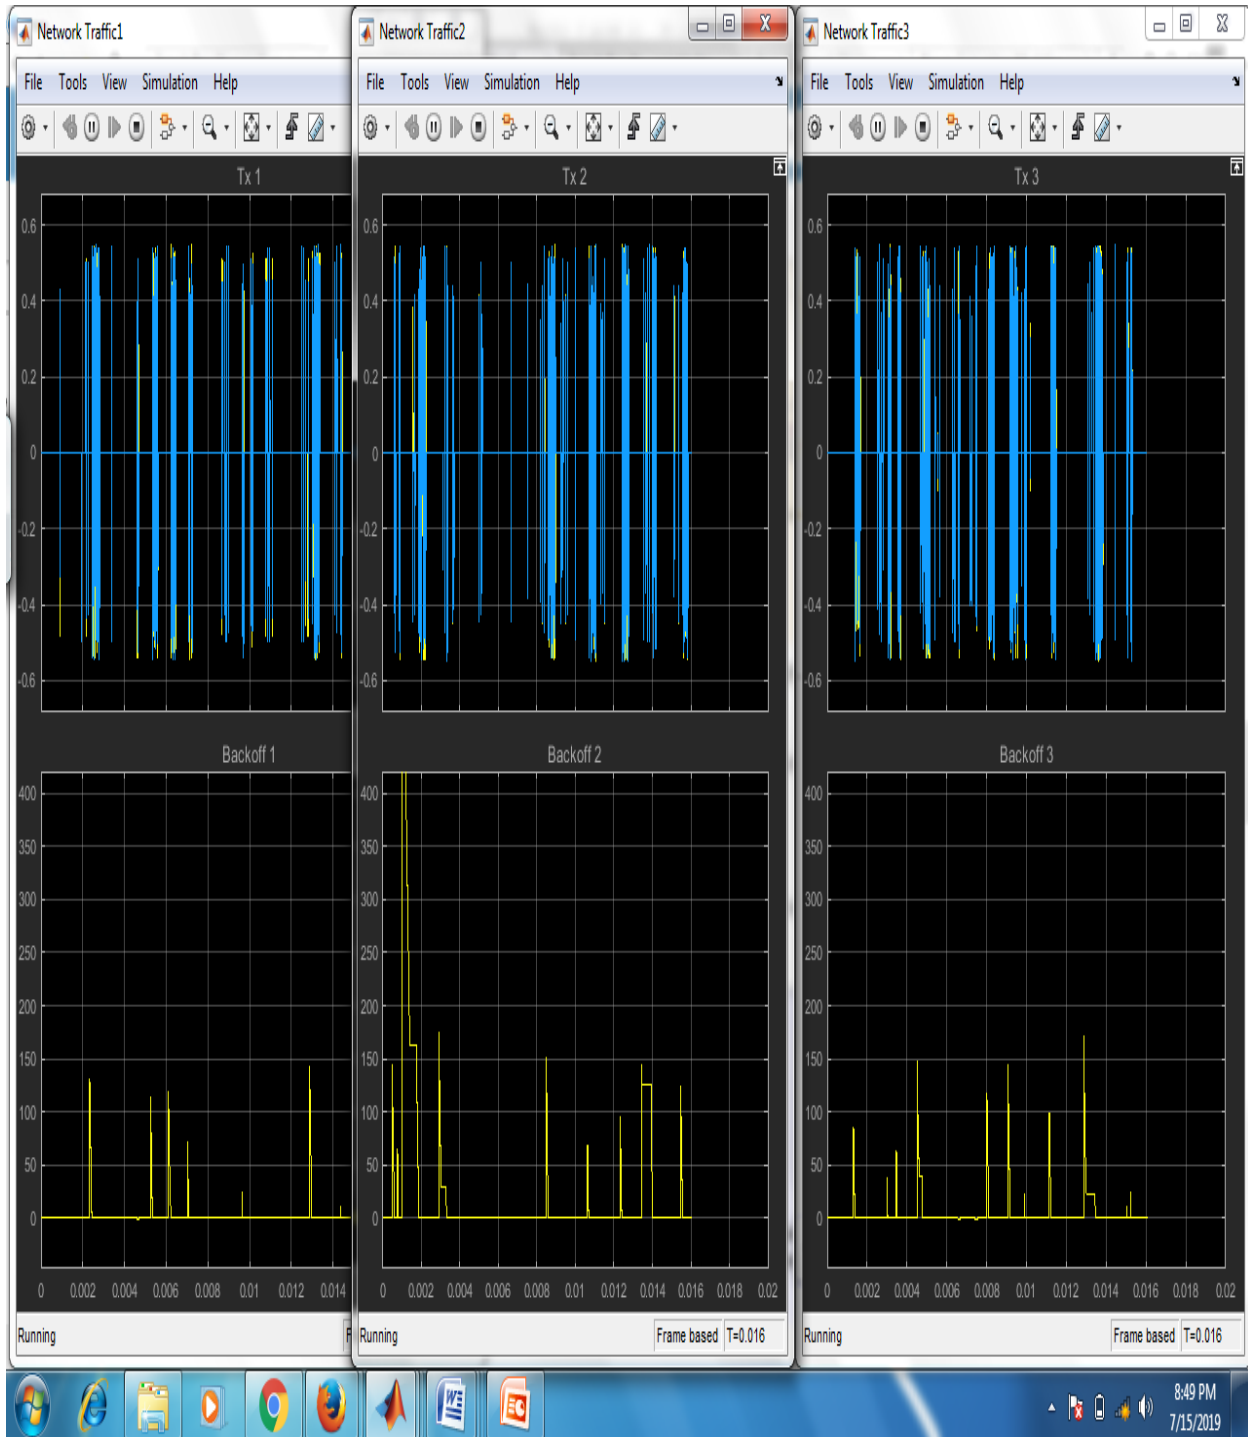 Network Traffic1
File Tools View Simulation Help
Tx 1
0.6
0.4
0.2
0
-0.2
-0.4
-0.6
Backoff 1
400
350
300
250
200
150
100
50
0
0 0.002 0.004 0.006 0.008 0.01 0.012 0.014
Running
F
Network Traffic2
File Tools View Simulation Help
Tx 2
0.6
0.4
0.2
0
-0.2
-0.4
-0.6
Backoff 2
400
350
300
250
200
150
100
50
0
0 0.002 0.004 0.006 0.008 0.01 0.012 0.014 0.016 0.018 0.02
Running Frame based T=0.016
Network Traffic3
File Tools View Simulation Help
Tx 3
0.6
0.4
0.2
0
-0.2
-0.4
-0.6
Backoff 3
400
350
300
250
200
150
100
50
0
0 0.002 0.004 0.006 0.008 0.01 0.012 0.014 0.016 0.018 0.02
Running Frame based T=0.016
8:49 PM
7/15/2019